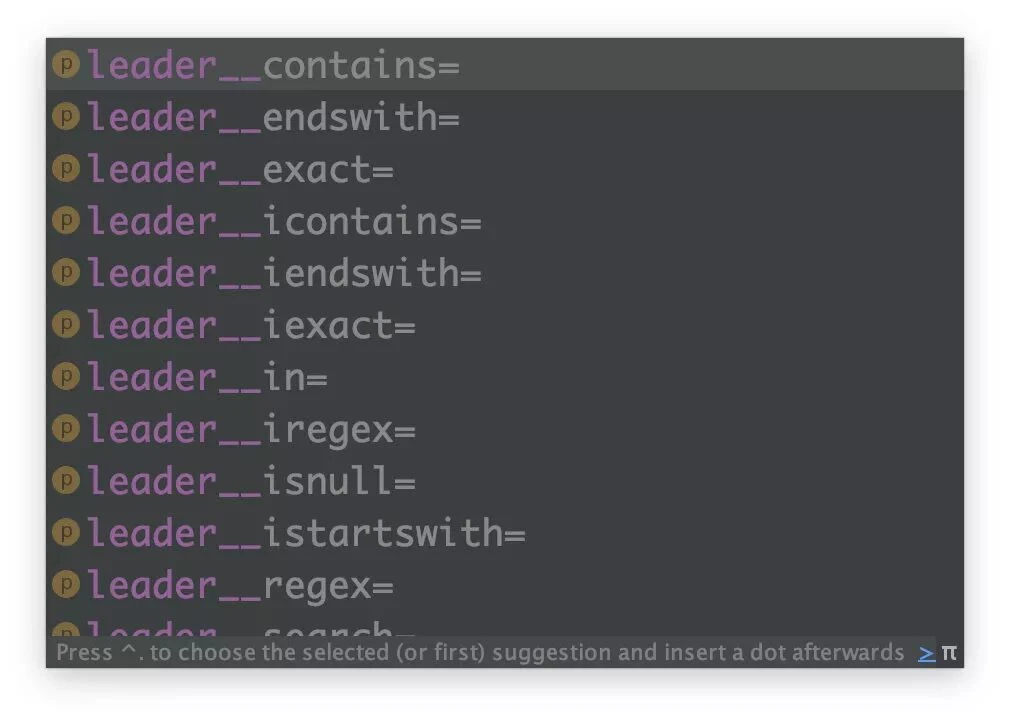 p leader__contains=
p leader__endswith=
p leader__exact=
p leader__icontains=
p leader__iendswith=
p leader__iexact=
p leader__in=
p leader__iregex=
p leader__isnull=
p leader__istartswith=
p leader__regex=
p leader__search=
Press ^. to choose the selected (or first) suggestion and insert a dot afterwards >_ π